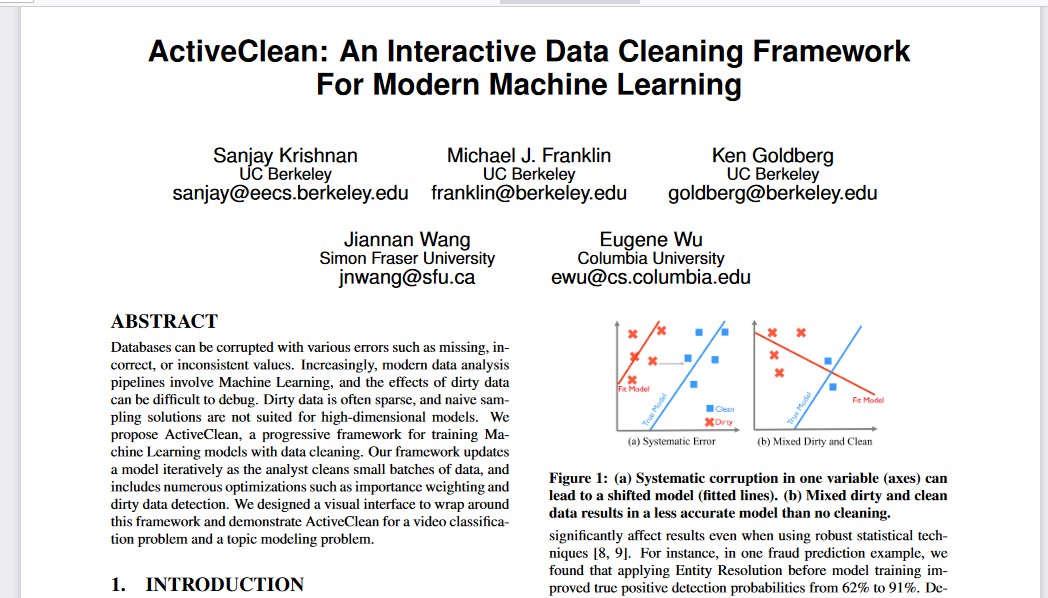 ActiveClean: An Interactive Data Cleaning Framework
For Modern Machine Learning
Sanjay Krishnan
UC Berkeley
sanjay@eecs.berkeley.edu
Michael J. Franklin
UC Berkeley
franklin@berkeley.edu
Ken Goldberg
UC Berkeley
goldberg@berkeley.edu
Jiannan Wang
Simon Fraser University
jnwang@sfu.ca
Eugene Wu
Columbia University
ewu@cs.columbia.edu
ABSTRACT
Databases can be corrupted with various errors such as missing, in-
correct, or inconsistent values. Increasingly, modern data analysis
pipelines involve Machine Learning, and the effects of dirty data
can be difficult to debug. Dirty data is often sparse, and naive sam-
pling solutions are not suited for high-dimensional models. We
propose ActiveClean, a progressive framework for training Ma-
chine Learning models with data cleaning. Our framework updates
a model iteratively as the analyst cleans small batches of data, and
includes numerous optimizations such as importance weighting and
dirty data detection. We designed a visual interface to wrap around
this framework and demonstrate ActiveClean for a video classifica-
tion problem and a topic modeling problem.
1. INTRODUCTION
Fit Model
True Model
Clean
Dirty
(a) Systematic Error
True Model
Fit Model
(b) Mixed Dirty and Clean
Figure 1: (a) Systematic corruption in one variable (axes) can
lead to a shifted model (fitted lines). (b) Mixed dirty and clean
data results in a less accurate model than no cleaning.
significantly affect results even when using robust statistical tech-
niques [8, 9]. For instance, in one fraud prediction example, we
found that applying Entity Resolution before model training im-
proved true positive detection probabilities from 62% to 91%. De-